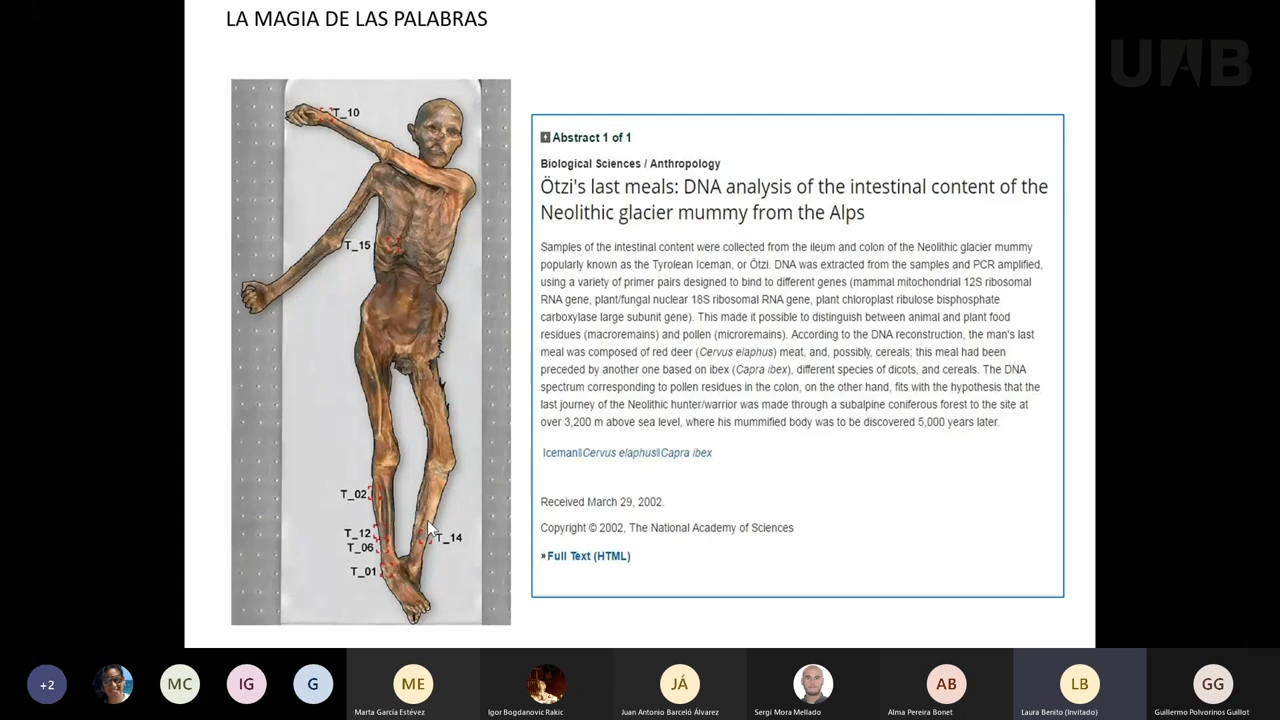 LA MAGIA DE LAS PALABRAS
UAB
T_10
T_15
T_02
T_12
T_14
T_06
T_01
Abstract 1 of 1
Biological Sciences / Anthropology
Ötzi's last meals: DNA analysis of the intestinal content of the
Neolithic glacier mummy from the Alps
Samples of the intestinal content were collected from the ileum and colon of the Neolithic glacier mummy
popularly known as the Tyrolean Iceman, or Ötzi. DNA was extracted from the samples and PCR amplified,
using a variety of primer pairs designed to bind to different genes (mammal mitochondrial 12S ribosomal
RNA gene, plant/fungal nuclear 18S ribosomal RNA gene, plant chloroplast ribulose bisphosphate
carboxylase large subunit gene). This made it possible to distinguish between animal and plant food
residues (macroremains) and pollen (microremains). According to the DNA reconstruction, the man's last
meal was composed of red deer (Cervus elaphus) meat, and, possibly, cereals; this meal had been
preceded by another one based on ibex (Capra ibex), different species of dicots, and cereals. The DNA
spectrum corresponding to pollen residues in the colon, on the other hand, fits with the hypothesis that the
last journey of the Neolithic hunter/warrior was made through a subalpine coniferous forest to the site at
over 3,200 m above sea level, where his mummified body was to be discovered 5,000 years later.
Iceman‖Cervus elaphus‖Capra ibex
Received March 29, 2002.
Copyright © 2002, The National Academy of Sciences
» Full Text (HTML)
+2
MC
IG
G
ME
JÁ
AB
LB
GG
Marta García Estévez
Igor Bogdanovic Rakic
Juan Antonio Barceló Álvarez
Sergi Mora Mellado
Alma Pereira Bonet
Laura Benito (Invitado)
Guillermo Polvorinos Guillot